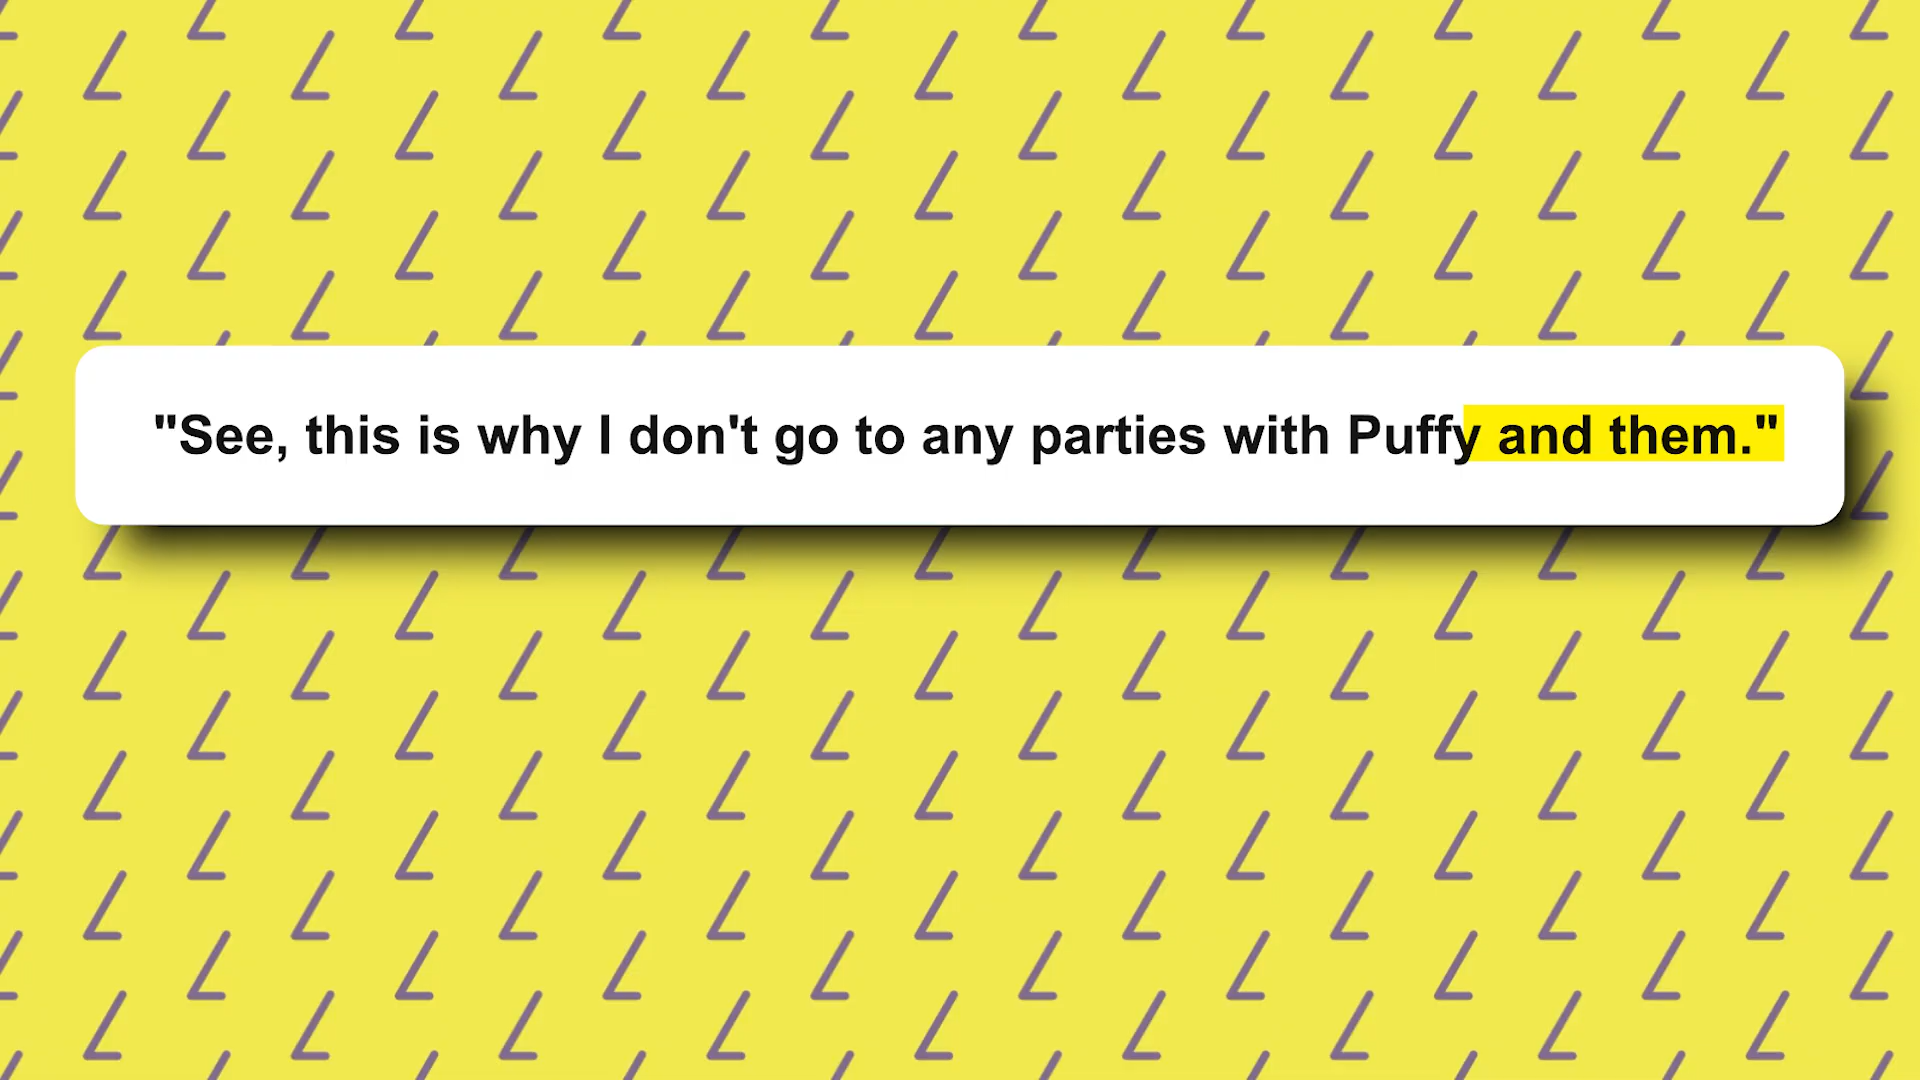 "See, this is why I don't go to any parties with Puffy and them."